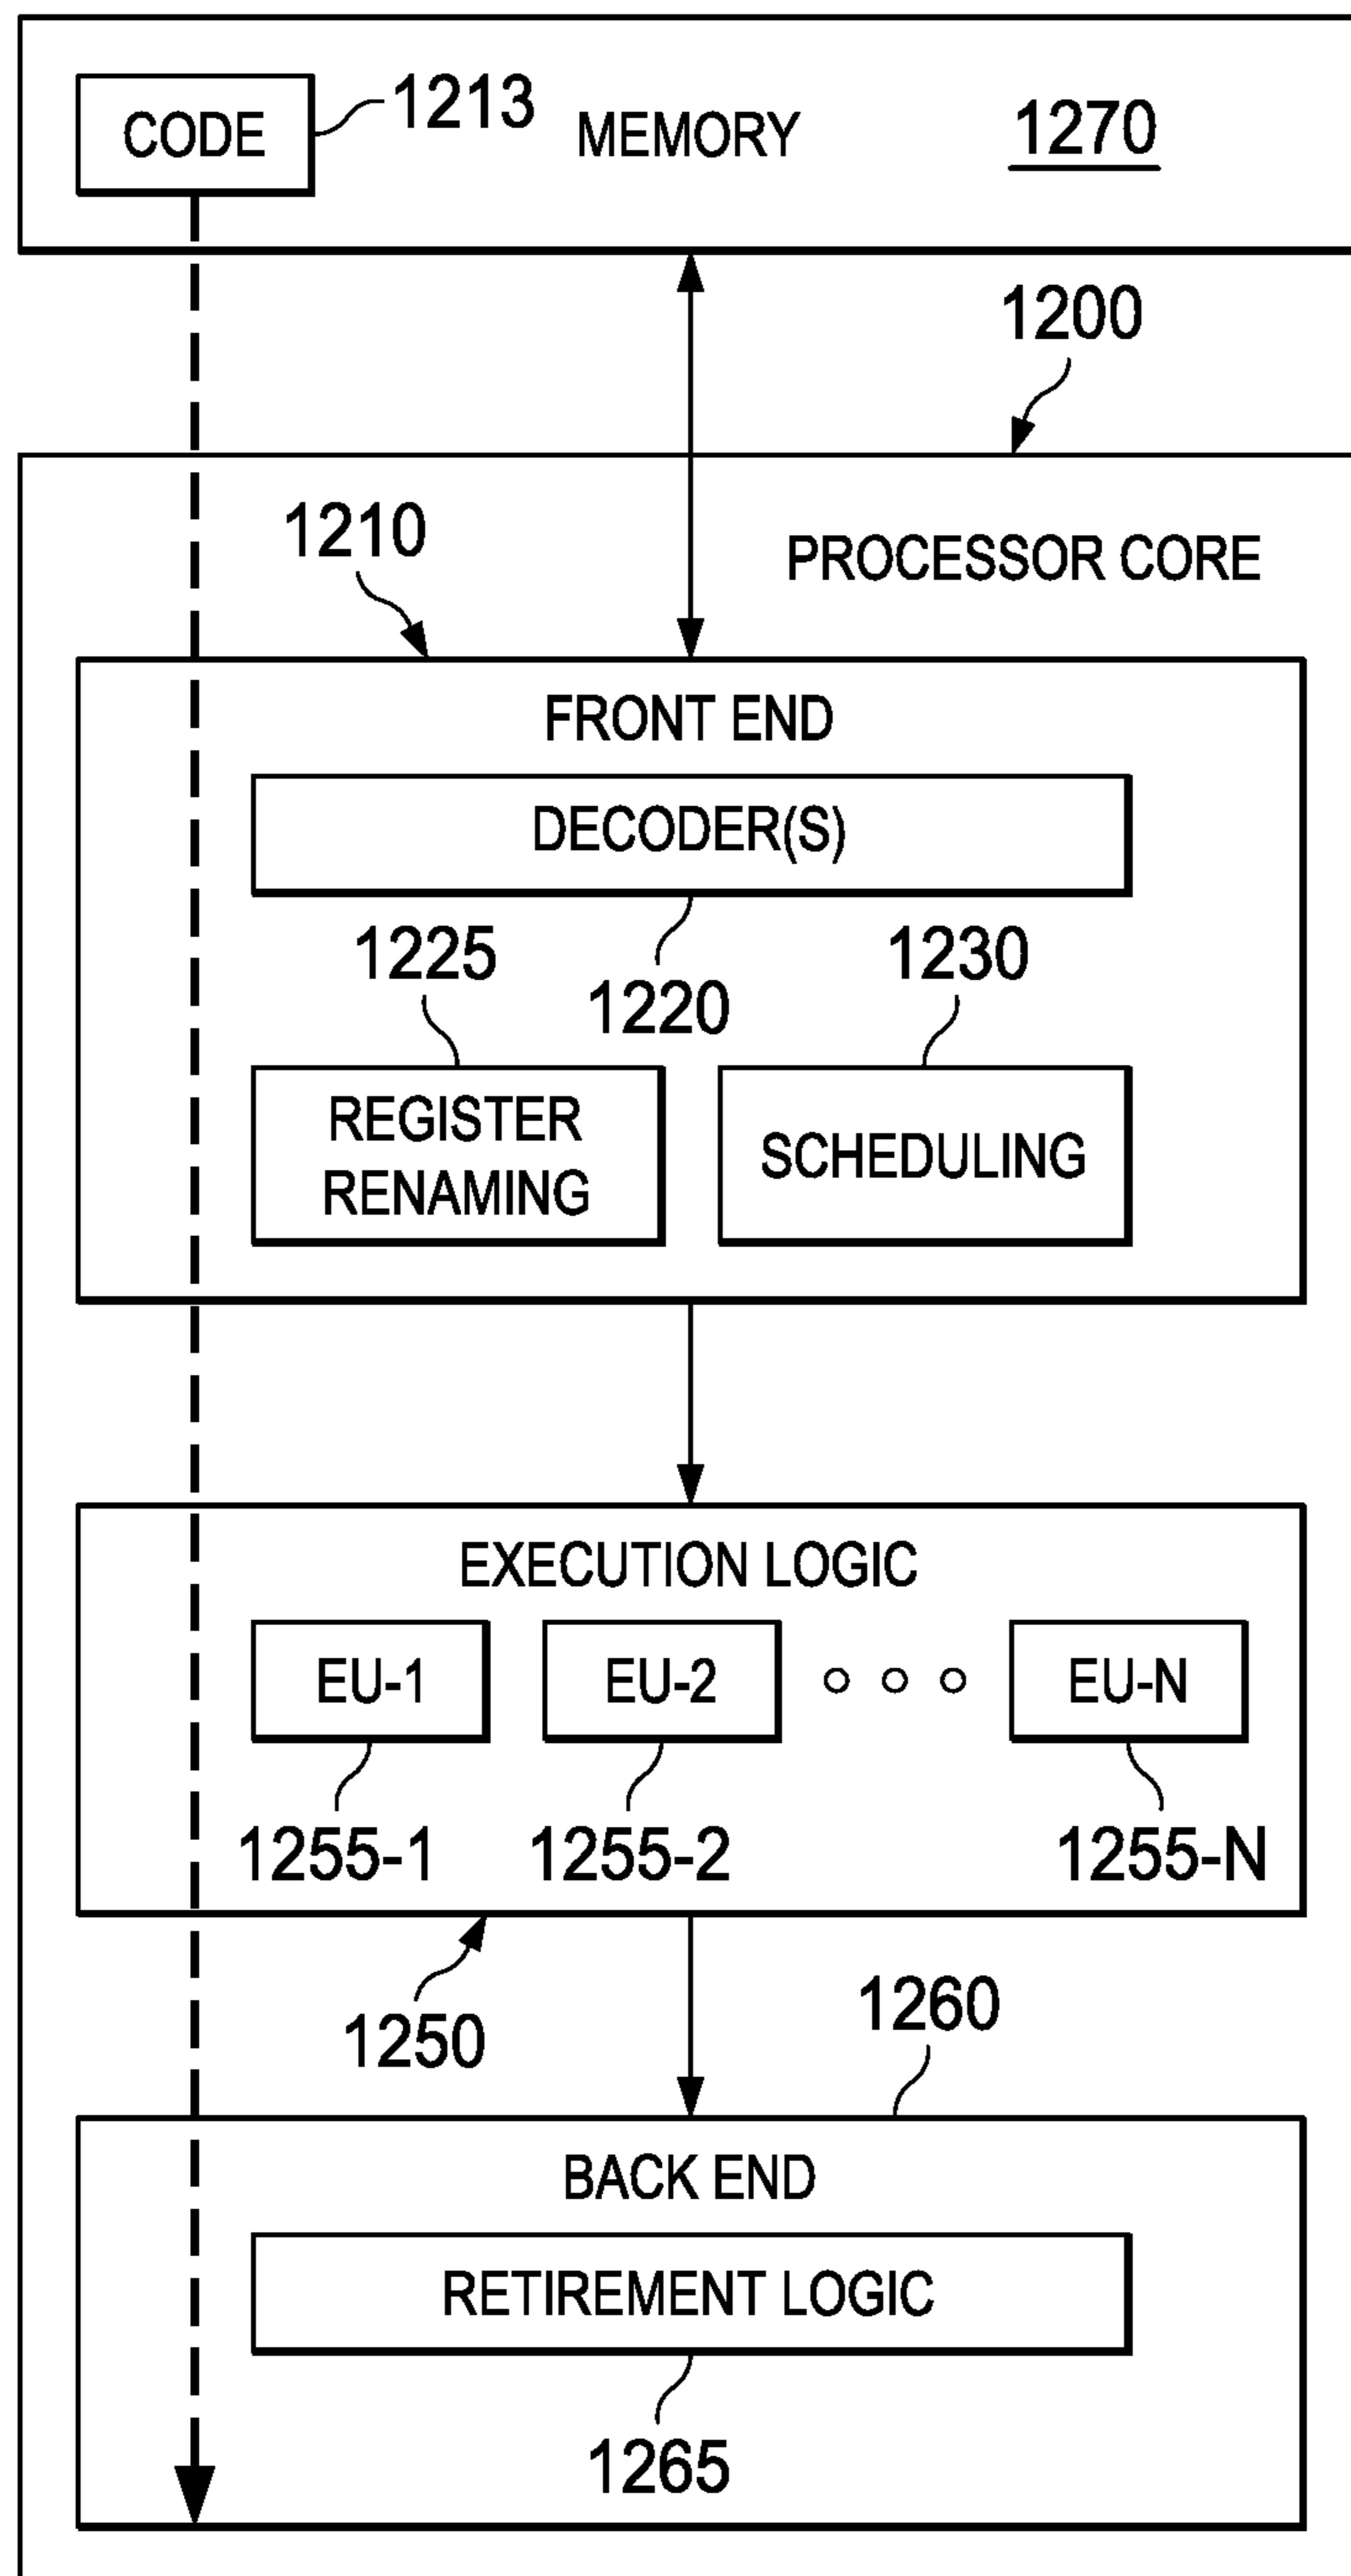 CODE
1213
MEMORY
1270
1200
PROCESSOR CORE
1210
FRONT END
DECODER(S)
1225
1220
1230
REGISTER
RENAMING
SCHEDULING
EXECUTION LOGIC
EU-1
EU-2
EU-N
1255-1
1255-2
1255-N
1250
1260
BACK END
RETIREMENT LOGIC
1265